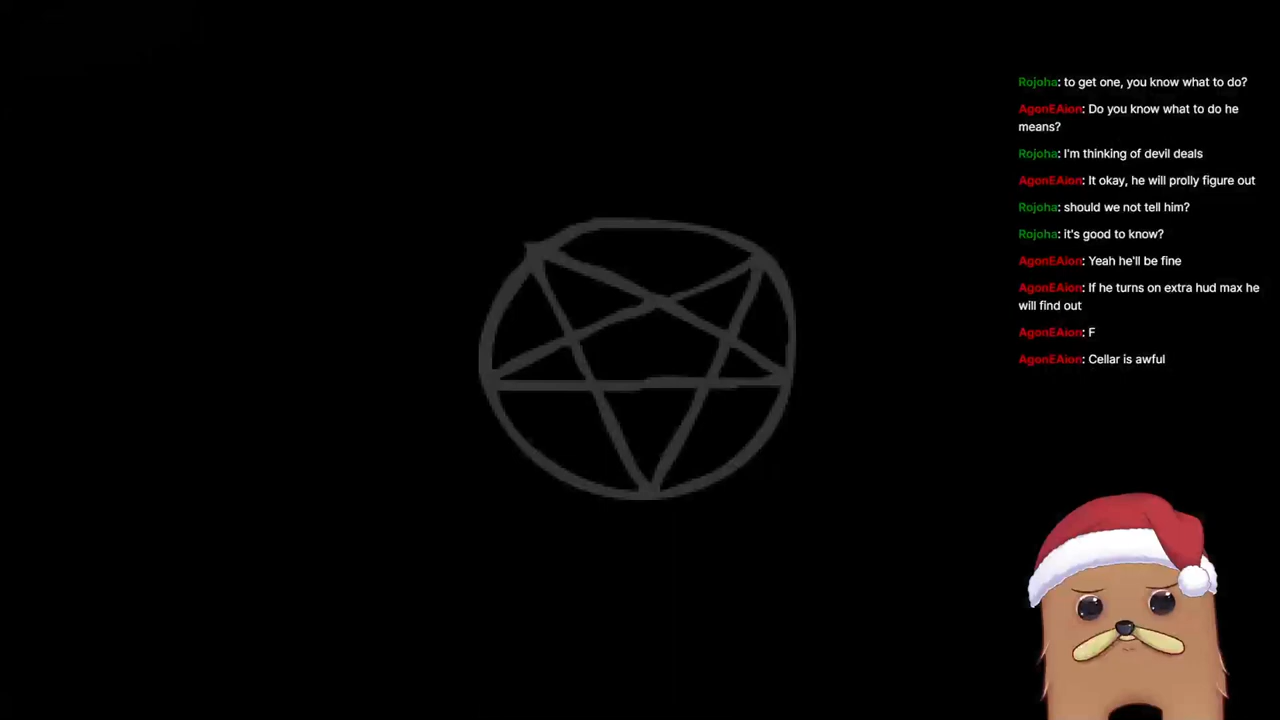 Rojoha: to get one, you know what to do?
AgonEAion: Do you know what to do he
means?
Rojoha: I'm thinking of devil deals
AgonEAion: It okay, he will prolly figure out
Rojoha: should we not tell him?
Rojoha: it's good to know?
AgonEAion: Yeah he'll be fine
AgonEAion: If he turns on extra hud max he
will find out
AgonEAion: F
AgonEAion: Cellar is awful